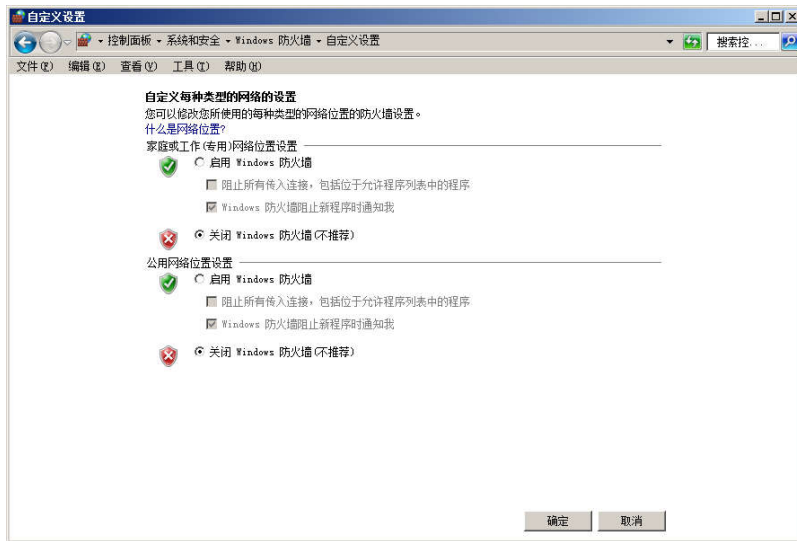 自定义设置
控制面板 系统和安全 Windows 防火墙 自定义设置
搜索控...
文件(F) 编辑(E) 查看(V) 工具(T) 帮助(H)
自定义每种类型的网络的设置
您可以修改您所使用的每种类型的网络位置的防火墙设置。
什么是网络位置?
家庭或工作(专用)网络位置设置
启用 Windows 防火墙
阻止所有传入连接，包括位于允许程序列表中的程序
Windows 防火墙阻止新程序时通知我
关闭 Windows 防火墙(不推荐)
公用网络位置设置
启用 Windows 防火墙
阻止所有传入连接，包括位于允许程序列表中的程序
Windows 防火墙阻止新程序时通知我
关闭 Windows 防火墙(不推荐)
确定 取消